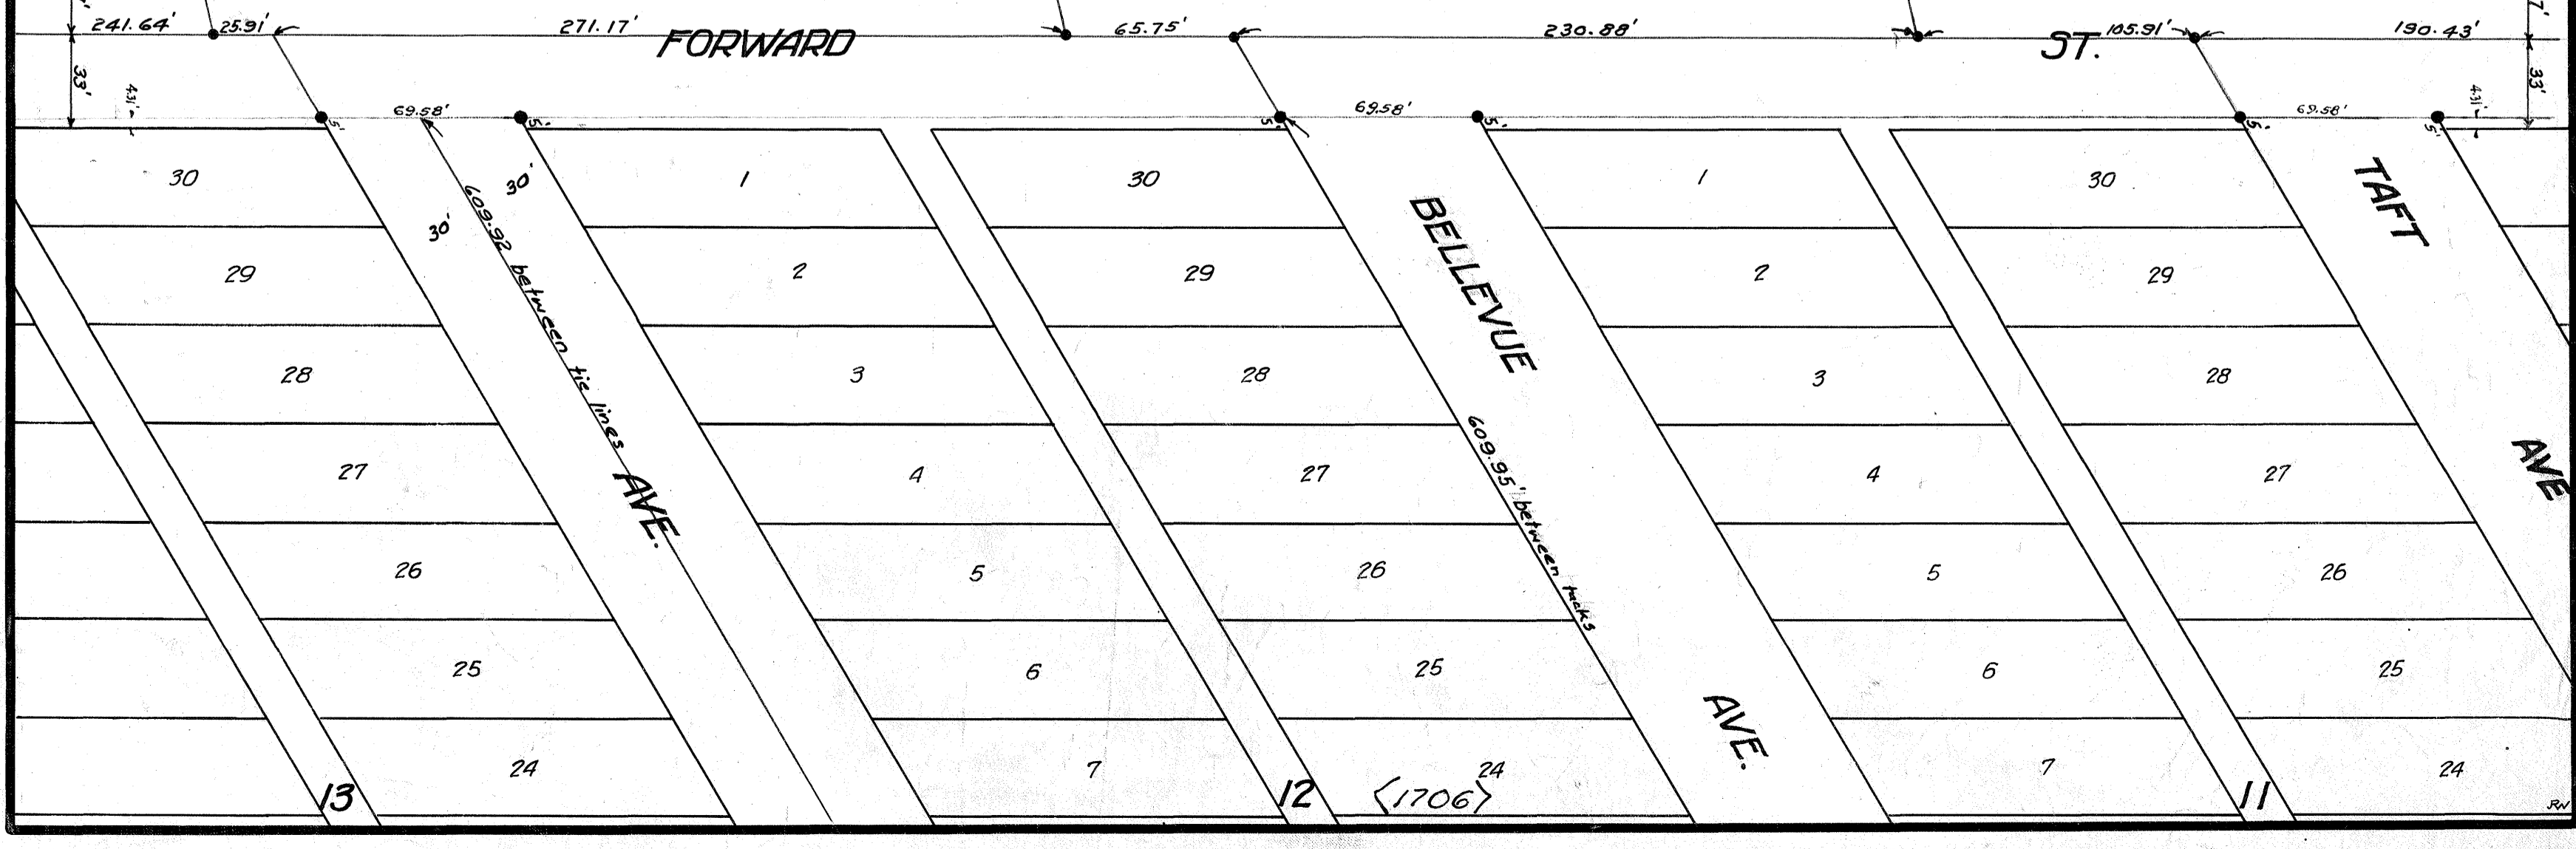 241.64' 25.91' 271.17' 65.75' 230.88' 105.91' 190.43'
FORWARD ST.
33' 4.31' 69.58' 69.58' 69.58' 4.31' 33'
5' 5' 5' 5' 5' 5'
30 30' 1 30 1 30
30'
29 2 29 2 29
28 3 28 3 28
27 4 27 4 27
26 5 26 5 26
25 6 25 6 25
24 7 24 7 24
13 12 <1706> 11
609.92 between tie lines
AVE.
BELLEVUE AVE.
609.95' between tacks
TAFT AVE
RN